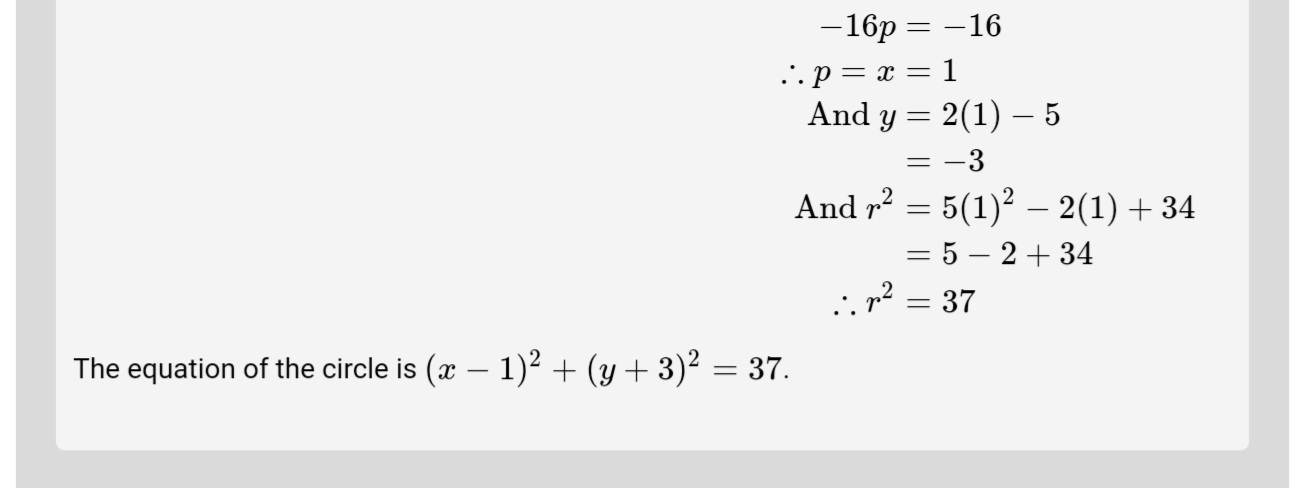 −16p = −16
∴ p = x = 1
And y = 2(1) − 5
= −3
And r² = 5(1)² − 2(1) + 34
= 5 − 2 + 34
∴ r² = 37
The equation of the circle is (x − 1)² + (y + 3)² = 37.